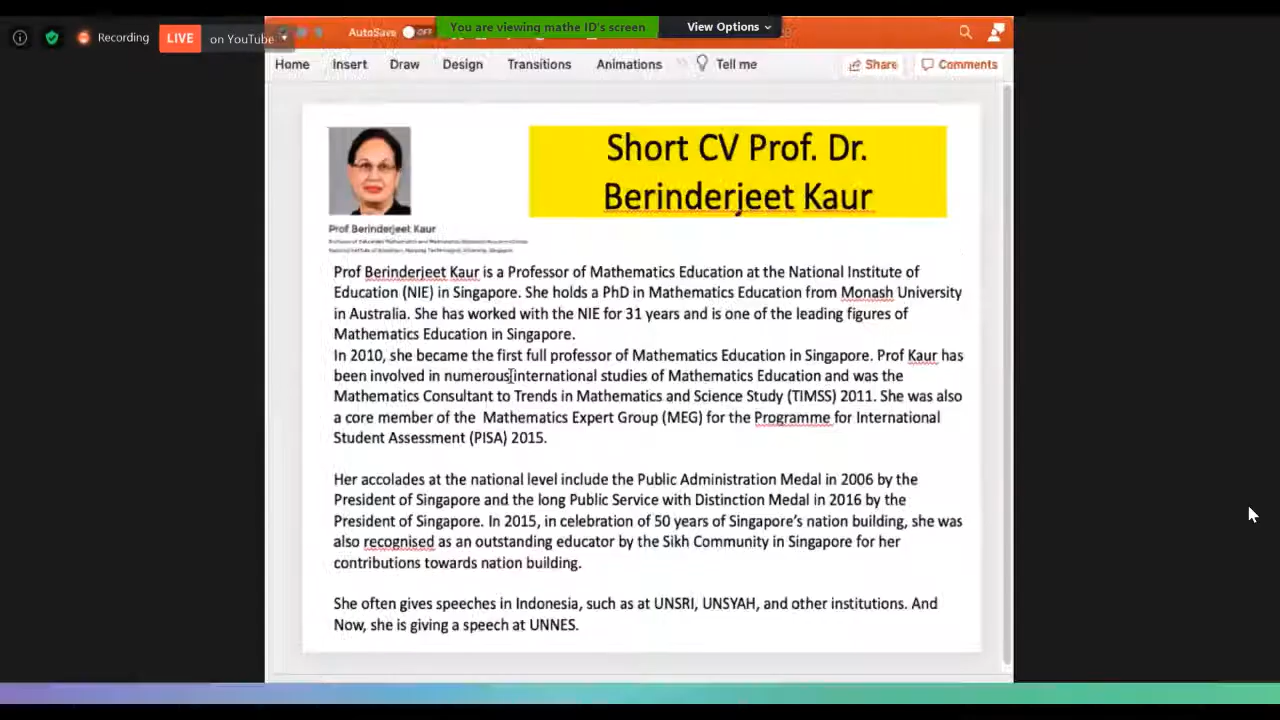 Recording
LIVE
on YouTube
AutoSave OFF
You are viewing mathe ID's screen
View Options
Home Insert Draw Design Transitions Animations Tell me Share Comments
Short CV Prof. Dr.
Berinderjeet Kaur
Prof Berinderjeet Kaur
Prof Berinderjeet Kaur is a Professor of Mathematics Education at the National Institute of
Education (NIE) in Singapore. She holds a PhD in Mathematics Education from Monash University
in Australia. She has worked with the NIE for 31 years and is one of the leading figures of
Mathematics Education in Singapore.
In 2010, she became the first full professor of Mathematics Education in Singapore. Prof Kaur has
been involved in numerous international studies of Mathematics Education and was the
Mathematics Consultant to Trends in Mathematics and Science Study (TIMSS) 2011. She was also
a core member of the Mathematics Expert Group (MEG) for the Programme for International
Student Assessment (PISA) 2015.
Her accolades at the national level include the Public Administration Medal in 2006 by the
President of Singapore and the long Public Service with Distinction Medal in 2016 by the
President of Singapore. In 2015, in celebration of 50 years of Singapore's nation building, she was
also recognised as an outstanding educator by the Sikh Community in Singapore for her
contributions towards nation building.
She often gives speeches in Indonesia, such as at UNSRI, UNSYAH, and other institutions. And
Now, she is giving a speech at UNNES.